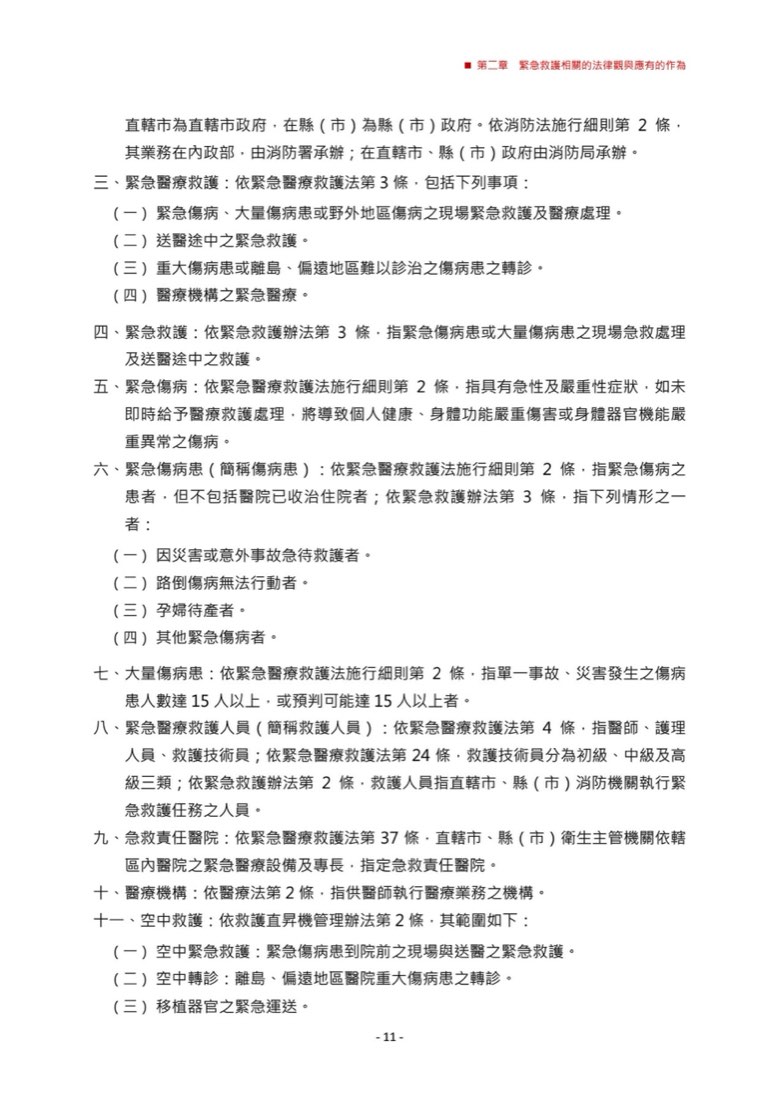 ■ 第二章 緊急救護相關的法律觀與應有的作為
直轄市為直轄市政府，在縣（市）為縣（市）政府。依消防法施行細則第 2 條，
其業務在內政部，由消防署承辦；在直轄市、縣（市）政府由消防局承辦。
三、緊急醫療救護：依緊急醫療救護法第 3 條，包括下列事項：
（一）緊急傷病、大量傷病患或野外地區傷病之現場緊急救護及醫療處理。
（二）送醫途中之緊急救護。
（三）重大傷病患或離島、偏遠地區難以診治之傷病患之轉診。
（四）醫療機構之緊急醫療。
四、緊急救護：依緊急救護辦法第 3 條，指緊急傷病患或大量傷病患之現場急救處理
及送醫途中之救護。
五、緊急傷病：依緊急醫療救護法施行細則第 2 條，指具有急性及嚴重性症狀，如未
即時給予醫療救護處理，將導致個人健康、身體功能嚴重傷害或身體器官機能嚴
重異常之傷病。
六、緊急傷病患（簡稱傷病患）：依緊急醫療救護法施行細則第 2 條，指緊急傷病之
患者，但不包括醫院已收治住院者；依緊急救護辦法第 3 條，指下列情形之一
者：
（一）因災害或意外事故急待救護者。
（二）路倒傷病無法行動者。
（三）孕婦待產者。
（四）其他緊急傷病者。
七、大量傷病患：依緊急醫療救護法施行細則第 2 條，指單一事故、災害發生之傷病
患人數達 15 人以上，或預判可能達 15 人以上者。
八、緊急醫療救護人員（簡稱救護人員）：依緊急醫療救護法第 4 條，指醫師、護理
人員、救護技術員；依緊急醫療救護法第 24 條，救護技術員分為初級、中級及高
級三類；依緊急救護辦法第 2 條，救護人員指直轄市、縣（市）消防機關執行緊
急救護任務之人員。
九、急救責任醫院：依緊急醫療救護法第 37 條，直轄市、縣（市）衛生主管機關依轄
區內醫院之緊急醫療設備及專長，指定急救責任醫院。
十、醫療機構：依醫療法第 2 條，指供醫師執行醫療業務之機構。
十一、空中救護：依救護直昇機管理辦法第 2 條，其範圍如下：
（一）空中緊急救護：緊急傷病患到院前之現場與送醫之緊急救護。
（二）空中轉診：離島、偏遠地區醫院重大傷病患之轉診。
（三）移植器官之緊急運送。
- 11 -